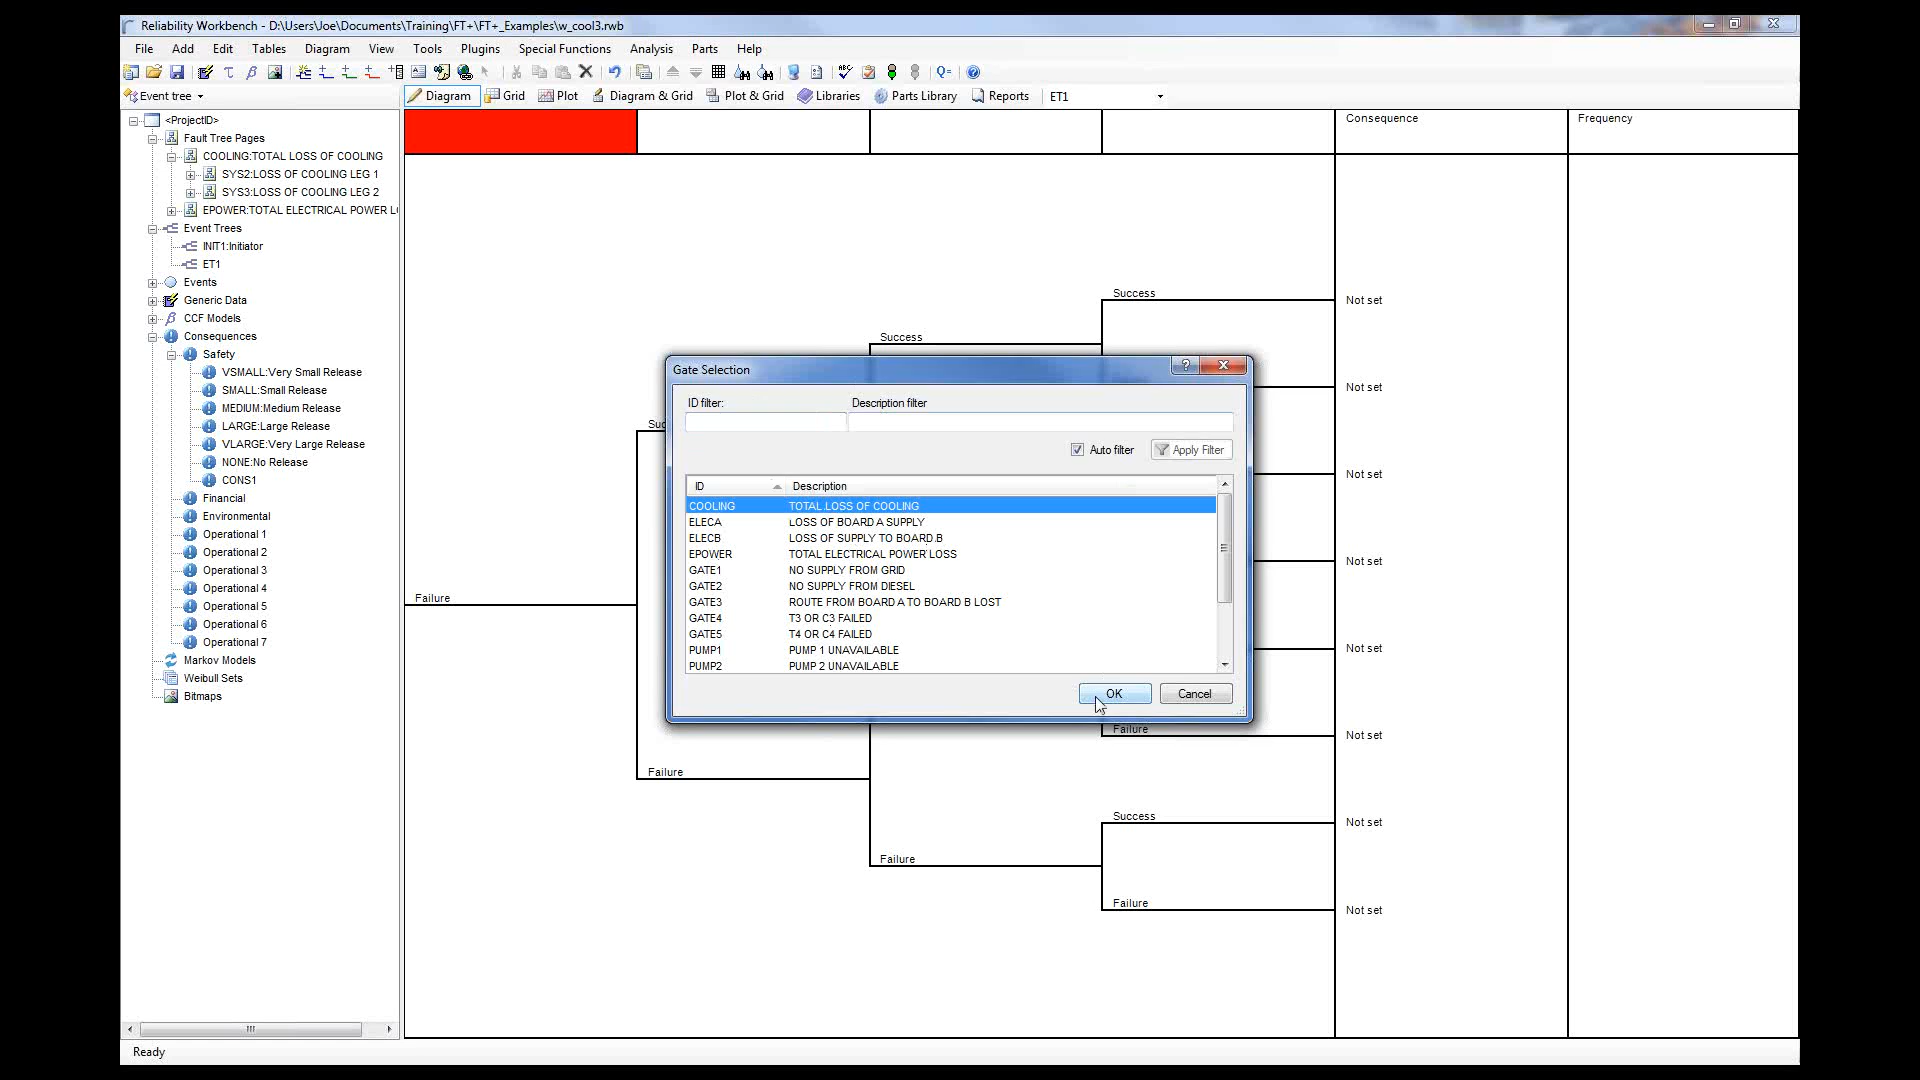 Reliability Workbench - D:\Users\Joe\Documents\Training\FT+\FT+_Examples\w_cool3.rwb
File Add Edit Tables Diagram View Tools Plugins Special Functions Analysis Parts Help
Event tree
Diagram Grid Plot Diagram & Grid Plot & Grid Libraries Parts Library Reports ET1
<ProjectID>
Fault Tree Pages
COOLING:TOTAL LOSS OF COOLING
SYS2:LOSS OF COOLING LEG 1
SYS3:LOSS OF COOLING LEG 2
EPOWER:TOTAL ELECTRICAL POWER
Event Trees
INIT1:Initiator
ET1
Events
Generic Data
CCF Models
Consequences
Safety
VSMALL:Very Small Release
SMALL:Small Release
MEDIUM:Medium Release
LARGE:Large Release
VLARGE:Very Large Release
NONE:No Release
CONS1
Financial
Environmental
Operational 1
Operational 2
Operational 3
Operational 4
Operational 5
Operational 6
Operational 7
Markov Models
Weibull Sets
Bitmaps
Consequence Frequency
Success
Not set
Success
Not set
Not set
Not set
Failure
Not set
Failure
Not set
Failure
Success
Not set
Failure
Failure
Not set
Gate Selection
ID filter: Description filter
Auto filter Apply Filter
ID Description
COOLING TOTAL LOSS OF COOLING
ELECA LOSS OF BOARD A SUPPLY
ELECB LOSS OF SUPPLY TO BOARD B
EPOWER TOTAL ELECTRICAL POWER LOSS
GATE1 NO SUPPLY FROM GRID
GATE2 NO SUPPLY FROM DIESEL
GATE3 ROUTE FROM BOARD A TO BOARD B LOST
GATE4 T3 OR C3 FAILED
GATE5 T4 OR C4 FAILED
PUMP1 PUMP 1 UNAVAILABLE
PUMP2 PUMP 2 UNAVAILABLE
OK Cancel
Ready